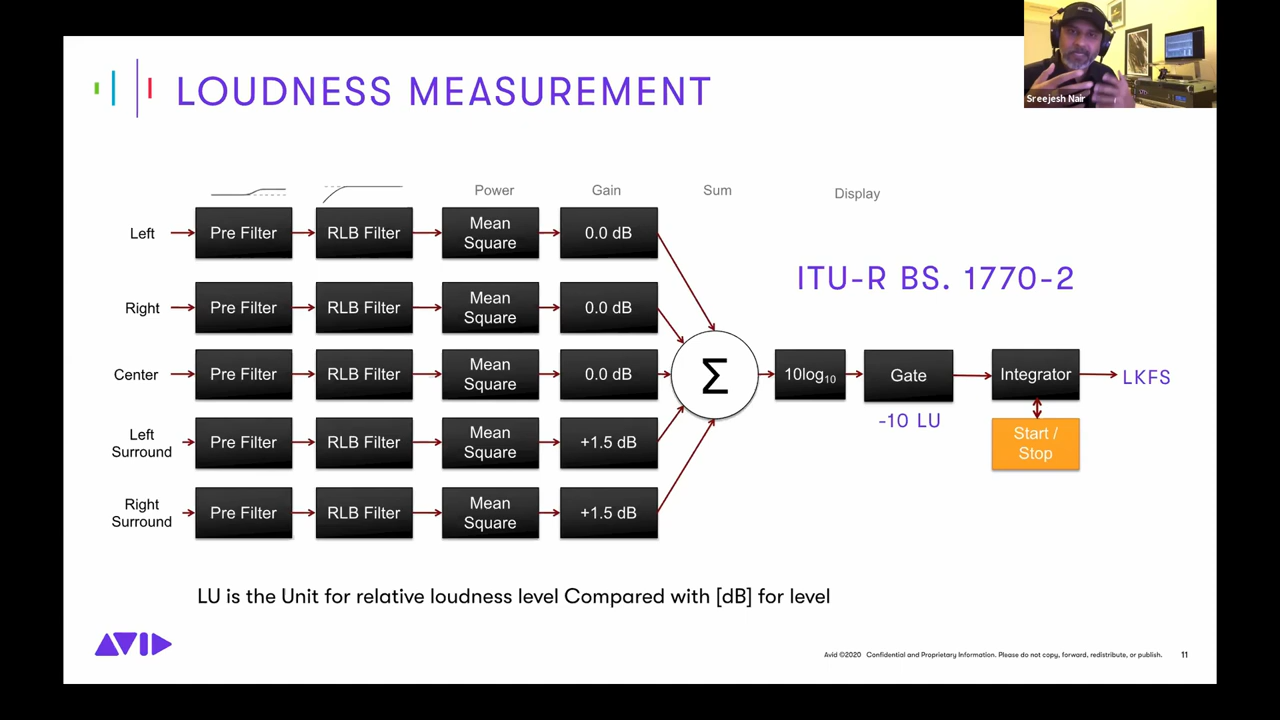 Sreejesh Nair
LOUDNESS MEASUREMENT
Power
Gain
Sum
Display
Left
Pre Filter
RLB Filter
Mean
Square
0.0 dB
ITU-R BS. 1770-2
Right
Pre Filter
RLB Filter
Mean
Square
0.0 dB
Center
Pre Filter
RLB Filter
Mean
Square
0.0 dB
Σ
10log10
Gate
-10 LU
Integrator
LKFS
Start /
Stop
Left
Surround
Pre Filter
RLB Filter
Mean
Square
+1.5 dB
Right
Surround
Pre Filter
RLB Filter
Mean
Square
+1.5 dB
LU is the Unit for relative loudness level Compared with [dB] for level
AVID
Avid ©2020 Confidential and Proprietary Information. Please do not copy, forward, redistribute, or publish.
11